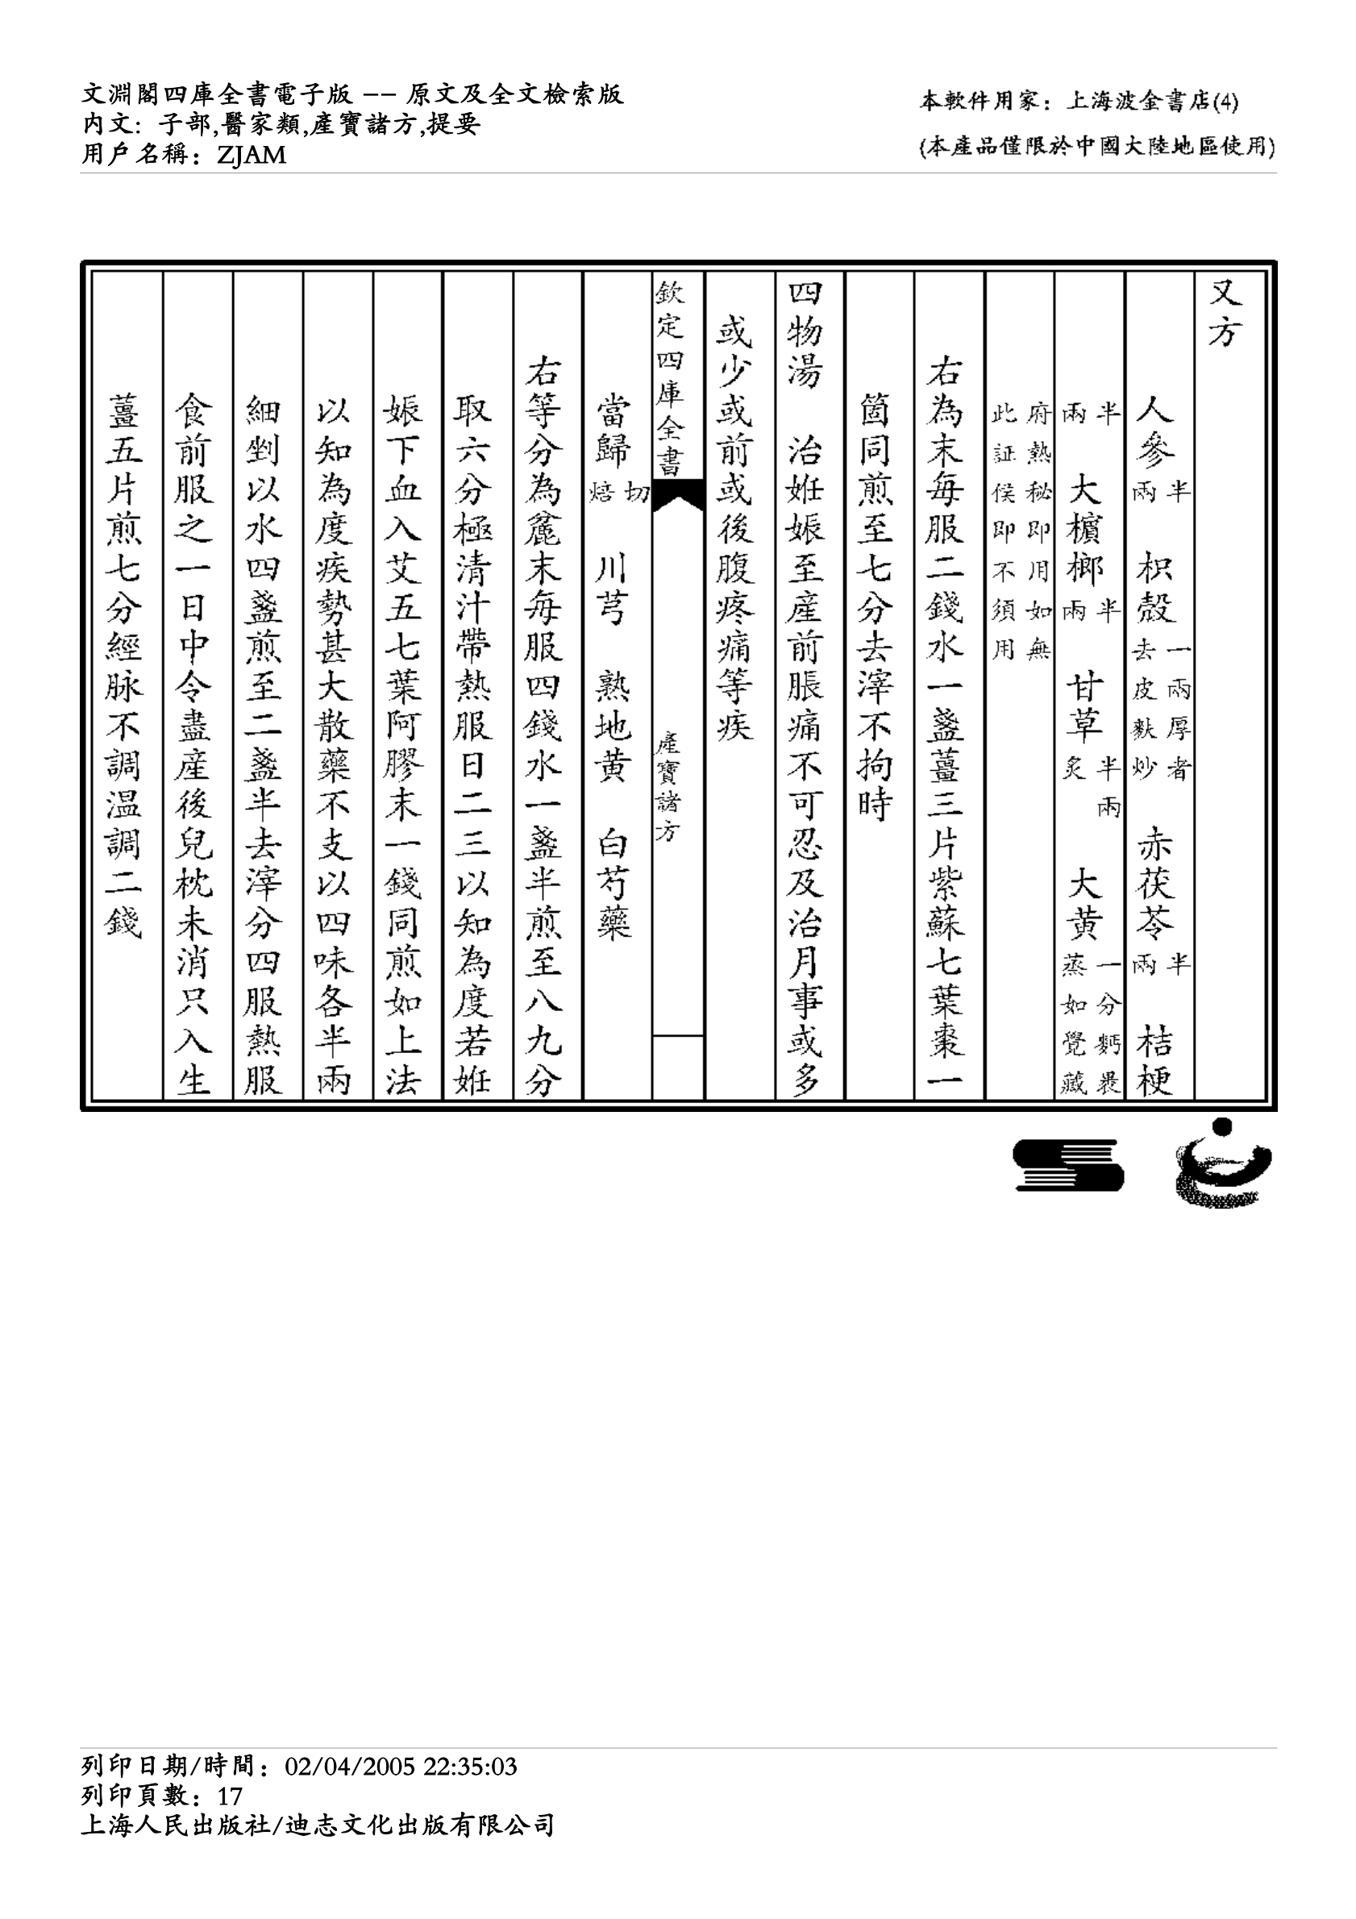 文淵閣四庫全書電子版 -- 原文及全文檢索版
内文: 子部,醫家類,產寶諸方,提要
用戶名稱: ZJAM
本軟件用家: 上海波金書店(4)
(本產品僅限於中國大陸地區使用)
又方
人參半兩 枳殼一兩厚者去皮麩炒 赤茯苓半兩 桔梗
半兩 大檳榔半兩 甘草半兩炙 大黄一分麪裹蒸如覺藏
府熱秘即用如無此証侯即不須用
右為末每服二錢水一盞薑三片紫蘇七葉棗一
箇同煎至七分去滓不拘時
四物湯 治姙娠至産前脹痛不可忍及治月事或多
或少或前或後腹疼痛等疾
欽定四庫全書 產寶諸方
當歸切焙 川芎 熟地黄 白芍藥
右等分為麄末每服四錢水一盞半煎至八九分
取六分極清汁帶熱服日二三以知為度若姙
娠下血入艾五七葉阿膠末一錢同煎如上法
以知為度疾勢甚大散藥不支以四味各半兩
細剉以水四盞煎至二盞半去滓分四服熱服
食前服之一日中令盡産後兒枕未消只入生
薑五片煎七分經脉不調温調二錢
列印日期/時間: 02/04/2005 22:35:03
列印頁數: 17
上海人民出版社/迪志文化出版有限公司